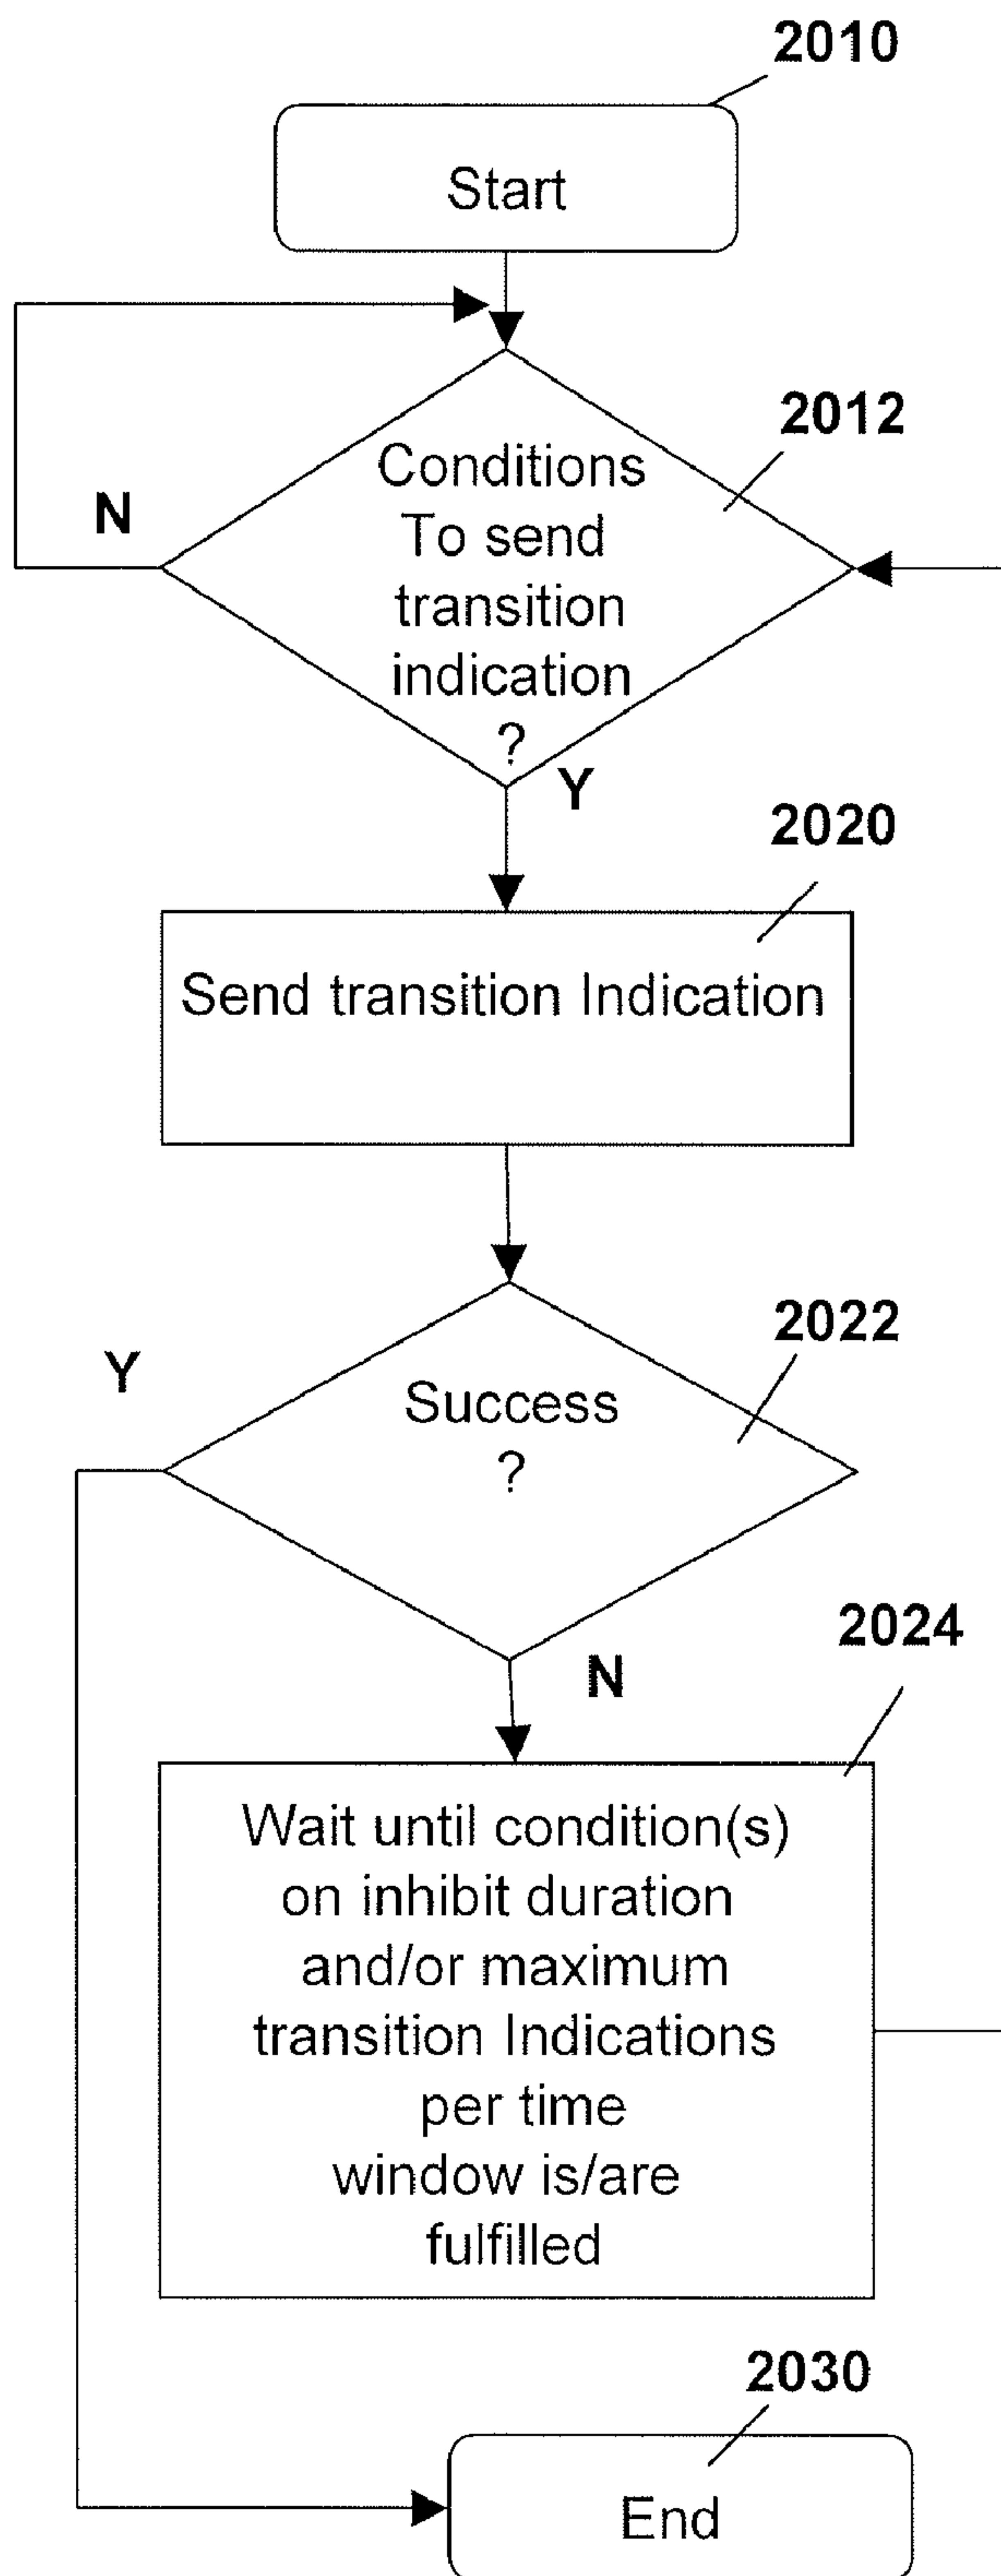 2010
Start
2012
Conditions
To send
transition
indication
?
N
Y
2020
Send transition Indication
2022
Y
Success
?
2024
N
Wait until condition(s)
on inhibit duration
and/or maximum
transition Indications
per time
window is/are
fulfilled
2030
End